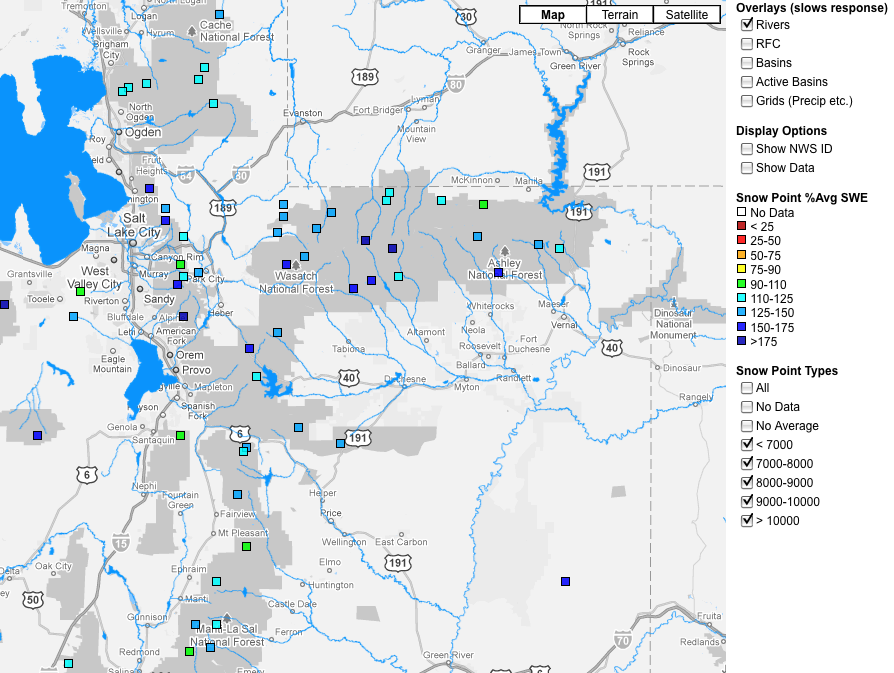 Overlays (slows response)
Rivers
RFC
Basins
Active Basins
Grids (Precip etc.)
Display Options
Show NWS ID
Show Data
Snow Point %Avg SWE
No Data
< 25
25-50
50-75
75-90
90-110
110-125
125-150
150-175
>175
Snow Point Types
All
No Data
No Average
< 7000
7000-8000
8000-9000
9000-10000
> 10000
Map
Terrain
Satellite
Tremonton
Logan
North Logan
Cache
National Forest
Wellsville
Hyrum
Brigham
City
30
191
North Rock
Springs
Reliance
Granger
James Town
Green River
Rock
Springs
189
80
Lyman
Fort Bridger
Evanston
Mountain
View
North
Ogden
Ogden
Roy
Fruit
Heights
84
80
McKinnon
Manila
191
189
191
Salt
Lake City
Magna
Canyon Rim
Grantsville
West
Valley City
Murray
Park City
Tooele
Riverton
Sandy
Bluffdale
Alpine
Heber
Lehi
American
Fork
Wasatch
National Forest
Ashley
National Forest
Whiterocks
Maeser
Vernal
Dinosaur
National
Monument
Neola
Altamont
Tabiona
Roosevelt
Fort
Duchesne
Ballard
Randlett
Myton
Duchesne
40
40
Dinosaur
Rangely
Eagle
Mountain
Orem
Provo
Mapleton
Spanish
Fork
Genola
Santaquin
6
191
6
Nephi
Fountain
Green
Fairview
Helper
Price
Mt Pleasant
Wellington
East Carbon
15
Elmo
191
Oak City
Delta
Ephraim
Huntington
50
Manti
Castle Dale
Gunnison
Manti-La Sal
National Forest
Ferron
Redmond
Salina
Emery
Green River
70
Fruita
Redlands
6